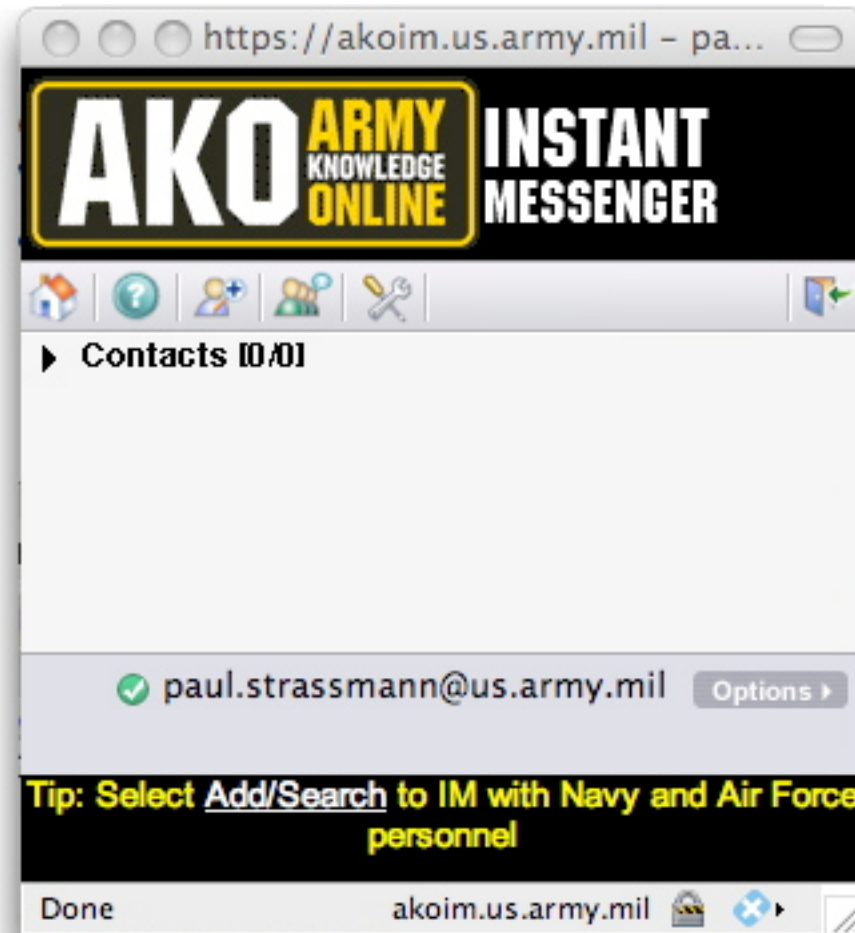 https://akoim.us.army.mil – pa...
AKO ARMY KNOWLEDGE ONLINE INSTANT MESSENGER
Contacts [0/0]
paul.strassmann@us.army.mil Options
Tip: Select Add/Search to IM with Navy and Air Force
personnel
Done akoim.us.army.mil